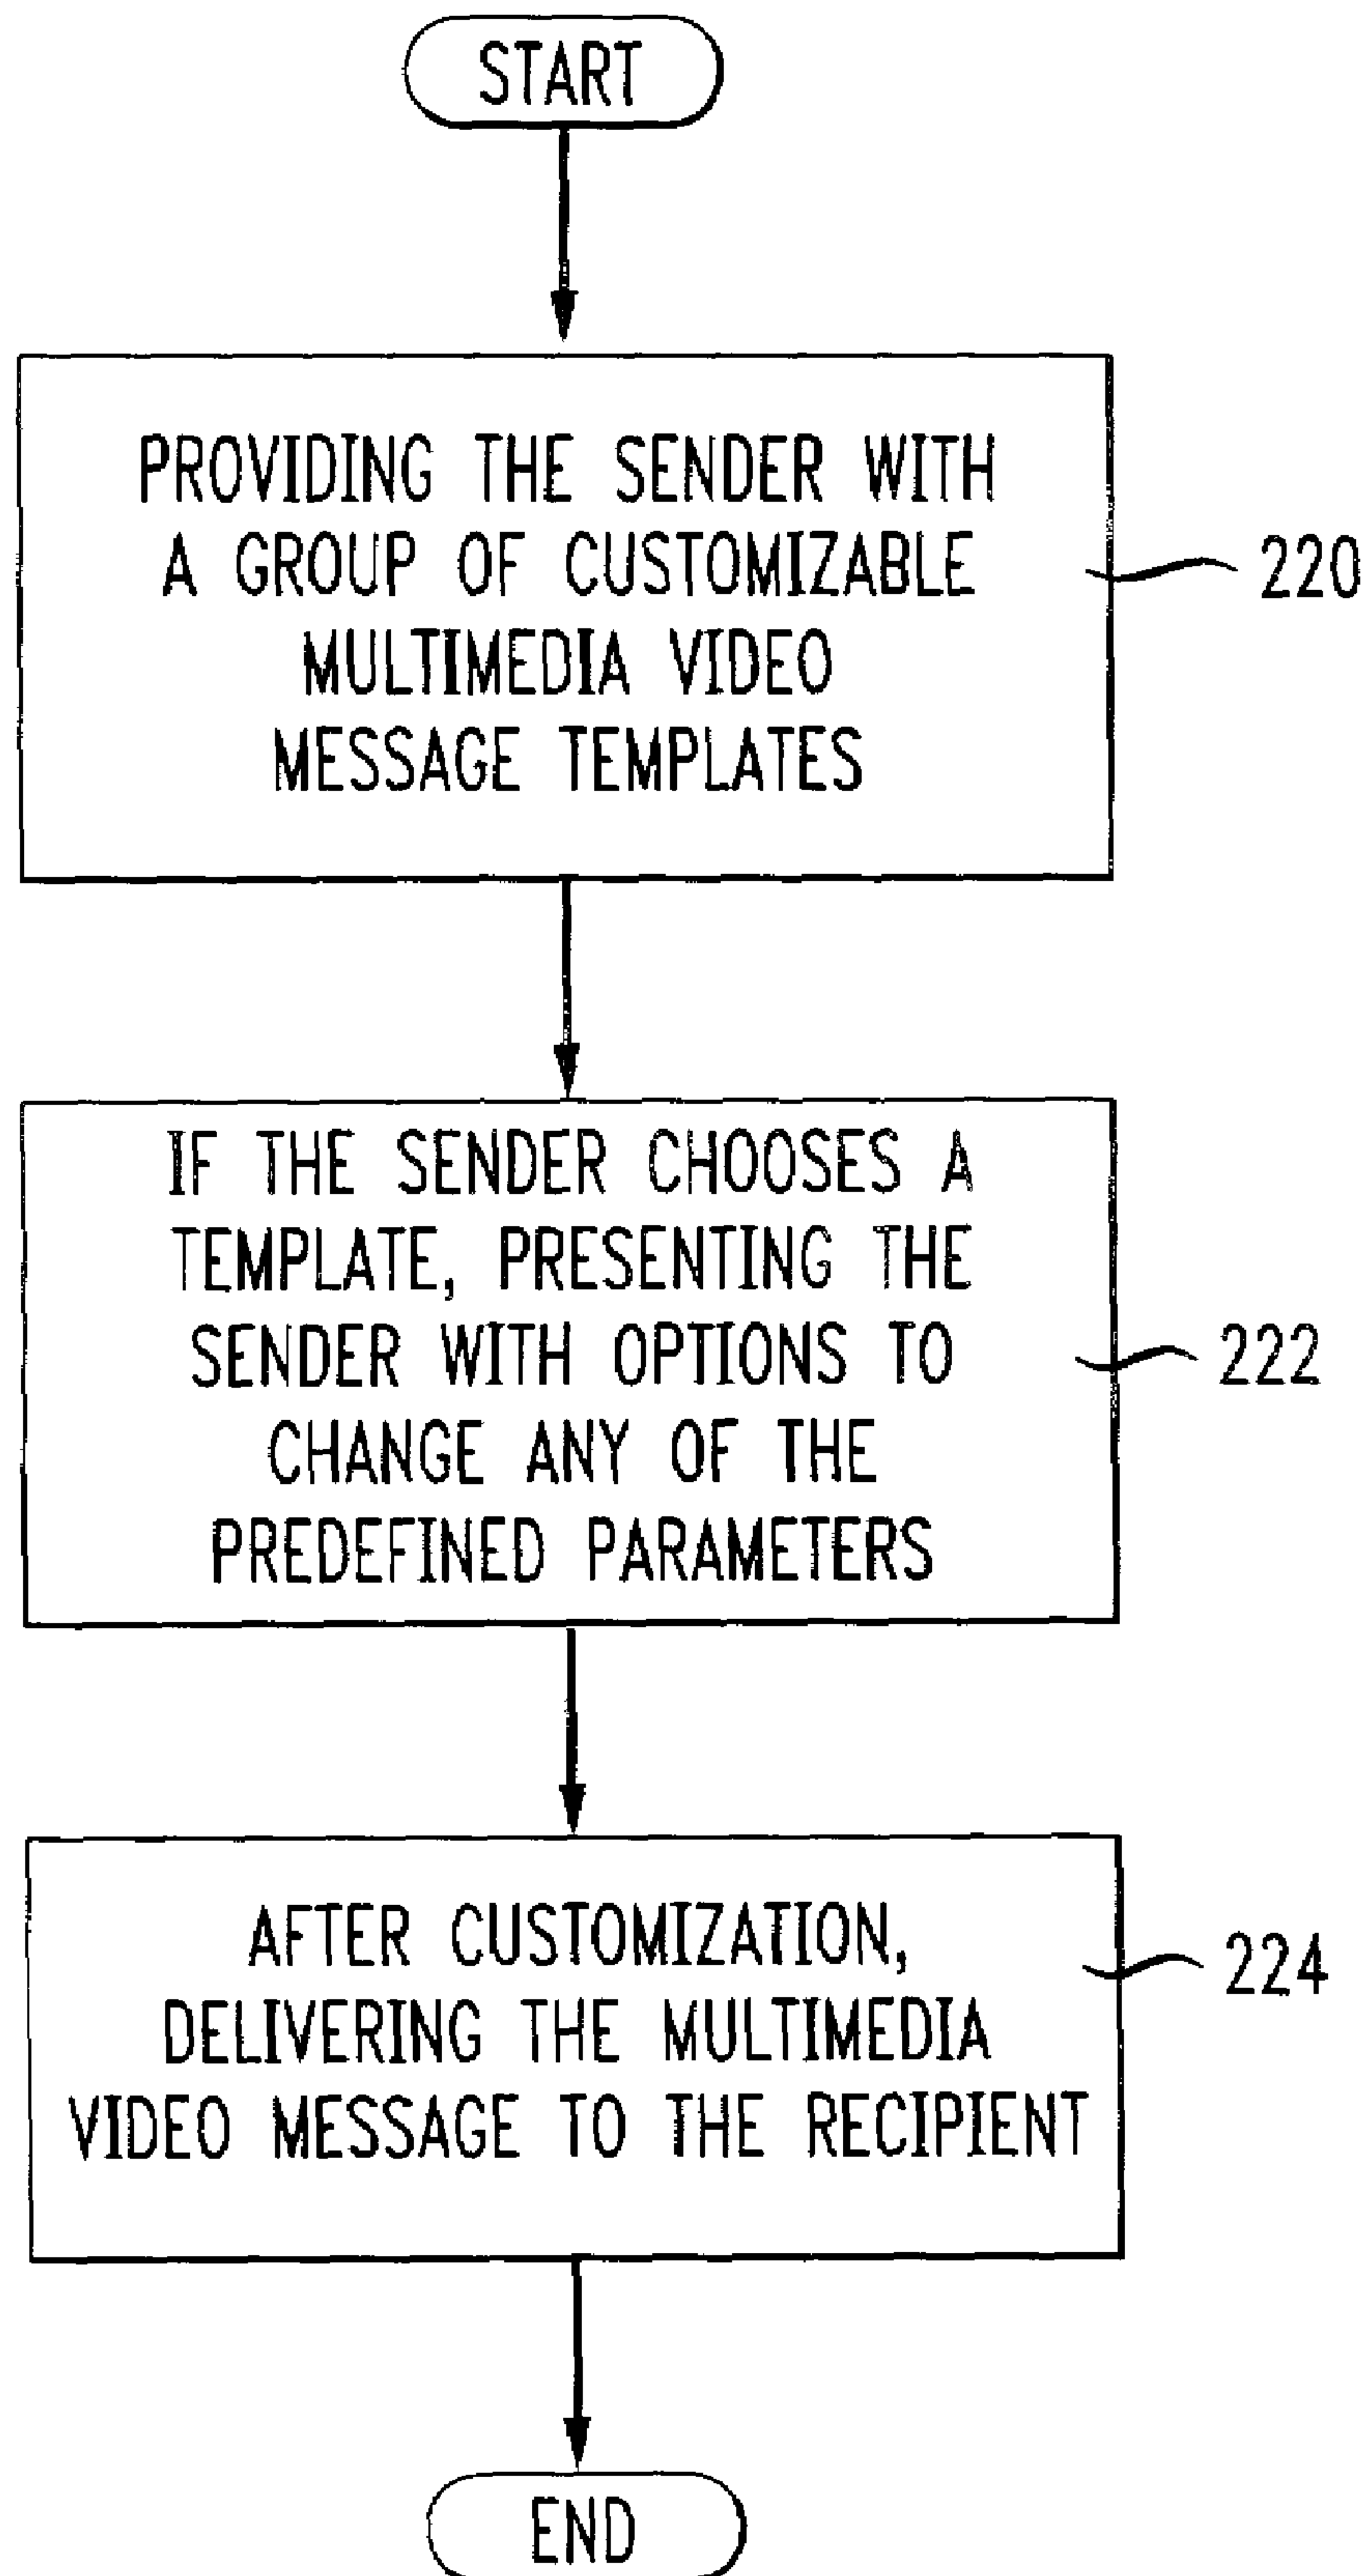 START
PROVIDING THE SENDER WITH
A GROUP OF CUSTOMIZABLE
MULTIMEDIA VIDEO
MESSAGE TEMPLATES
220
IF THE SENDER CHOOSES A
TEMPLATE, PRESENTING THE
SENDER WITH OPTIONS TO
CHANGE ANY OF THE
PREDEFINED PARAMETERS
222
AFTER CUSTOMIZATION,
DELIVERING THE MULTIMEDIA
VIDEO MESSAGE TO THE RECIPIENT
224
END